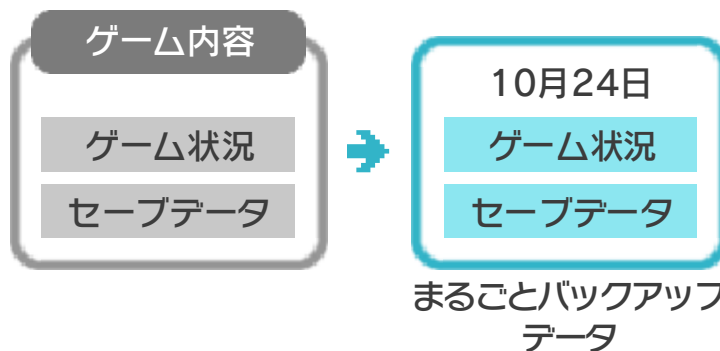 ゲーム内容
ゲーム状況
セーブデータ
10月24日
ゲーム状況
セーブデータ
まるごとバックアップ
データ